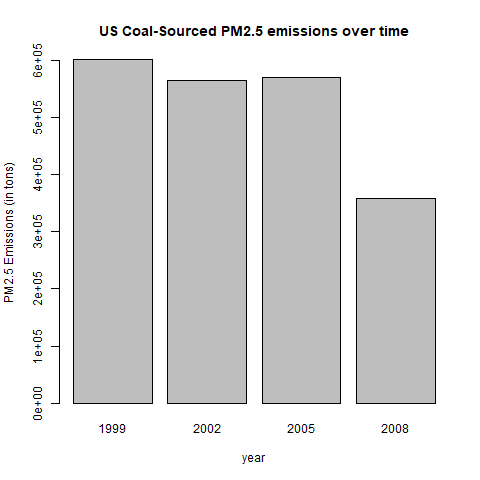 US Coal-Sourced PM2.5 emissions over time
PM2.5 Emissions (in tons)
6e+05
5e+05
4e+05
3e+05
2e+05
1e+05
0e+00
1999 2002 2005 2008
year